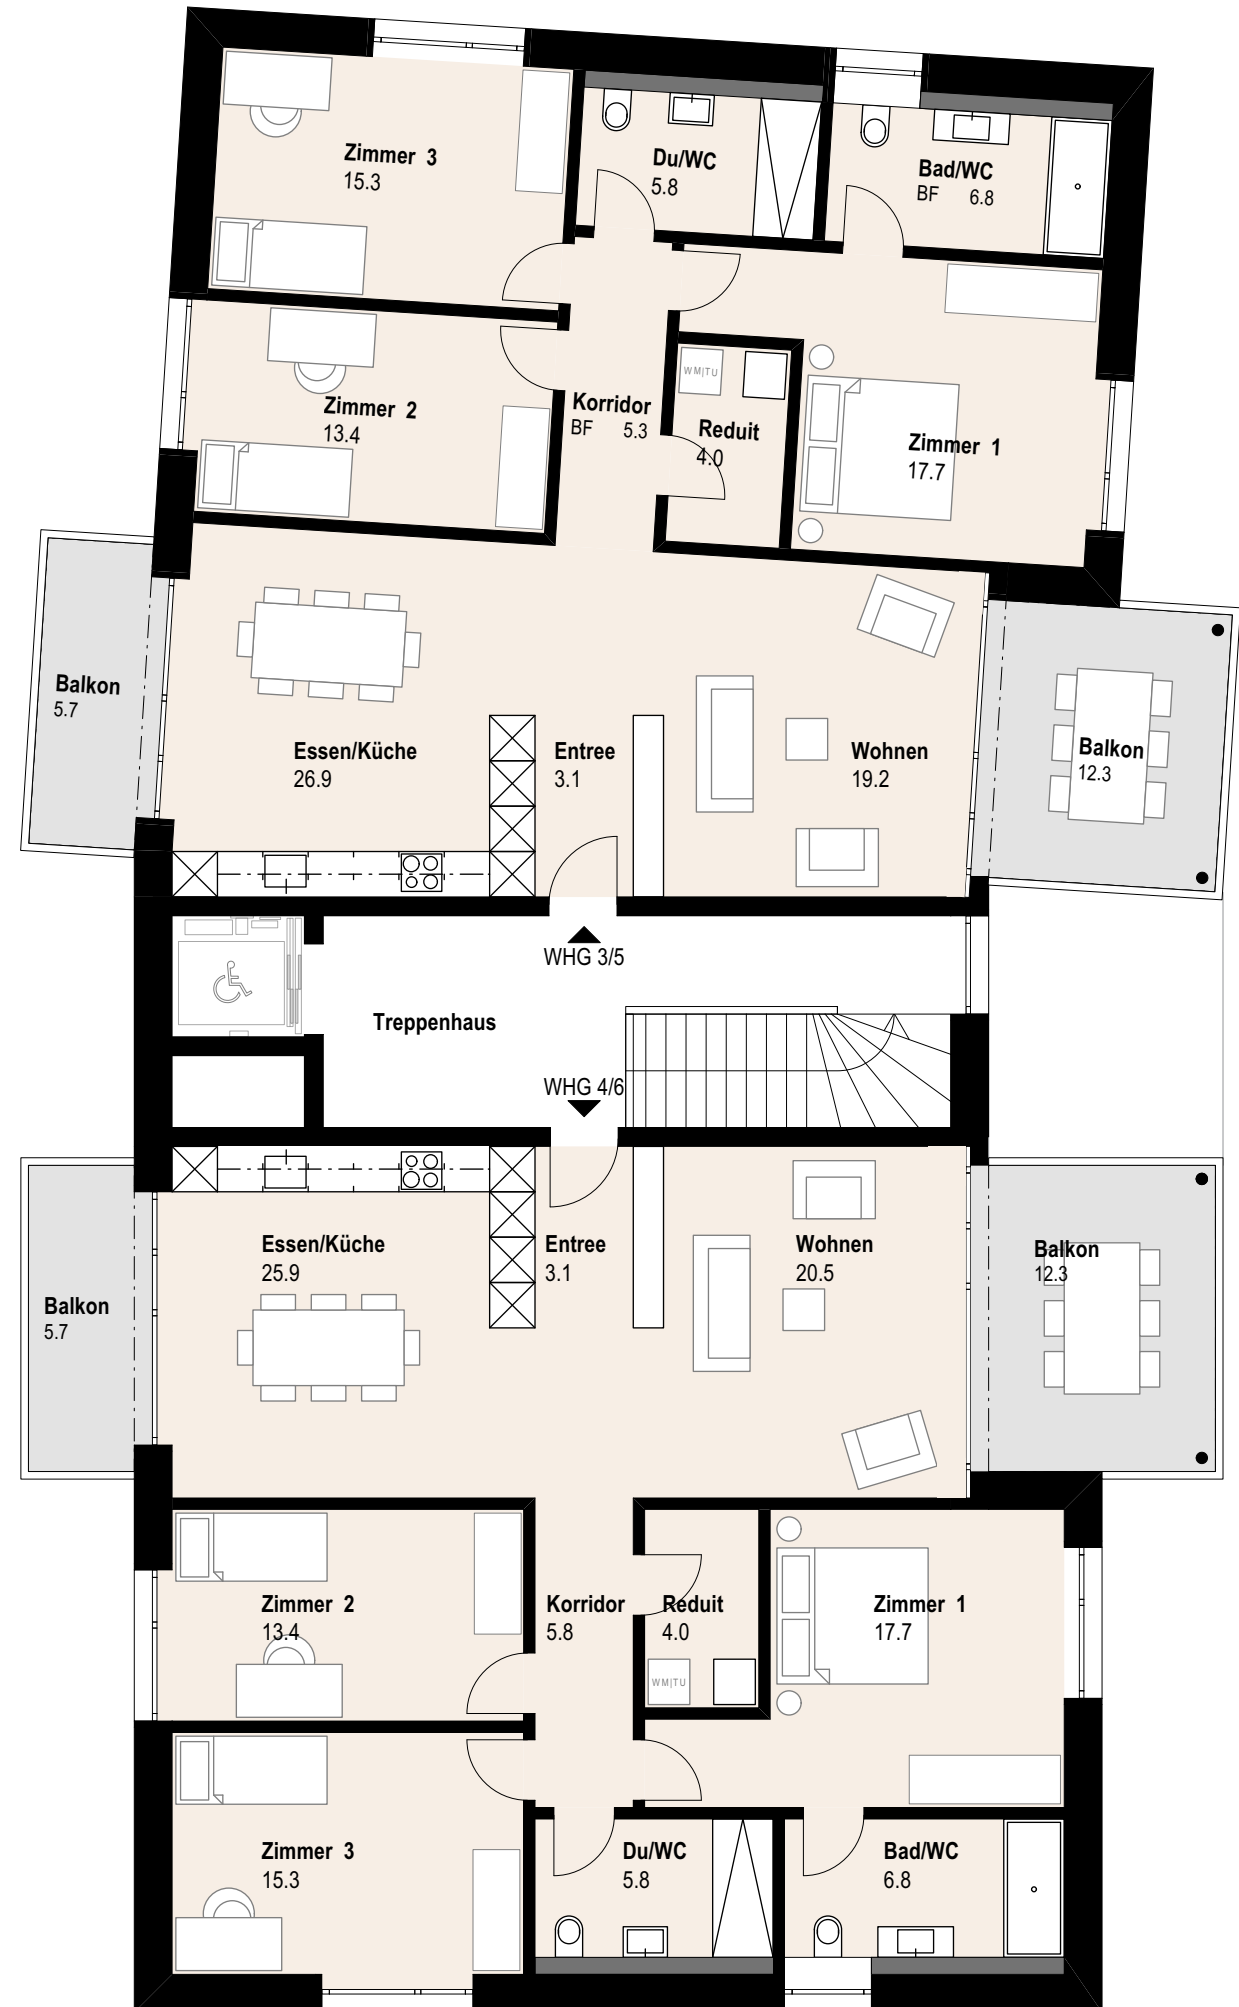 Zimmer 3
15.3
Du/WC
5.8
Bad/WC
BF 6.8
Zimmer 2
13.4
Korridor
BF 5.3
WM|TU
Reduit
4.0
Zimmer 1
17.7
Balkon
5.7
Essen/Küche
26.9
Entree
3.1
Wohnen
19.2
Balkon
12.3
WHG 3/5
Treppenhaus
WHG 4/6
Balkon
5.7
Essen/Küche
25.9
Entree
3.1
Wohnen
20.5
Balkon
12.3
Zimmer 2
13.4
Korridor
5.8
Reduit
4.0
WM|TU
Zimmer 1
17.7
Zimmer 3
15.3
Du/WC
5.8
Bad/WC
6.8